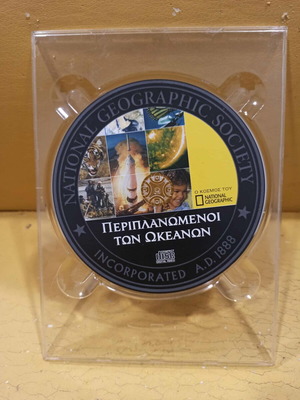 NATIONAL GEOGRAPHIC SOCIETY
Ο ΚΟΣΜΟΣ ΤΟΥ
NATIONAL
GEOGRAPHIC
ΠΕΡΙΠΛΑΝΩΜΕΝΟΙ
ΤΩΝ ΩΚΕΑΝΩΝ
INCORPORATED A.D. 1888